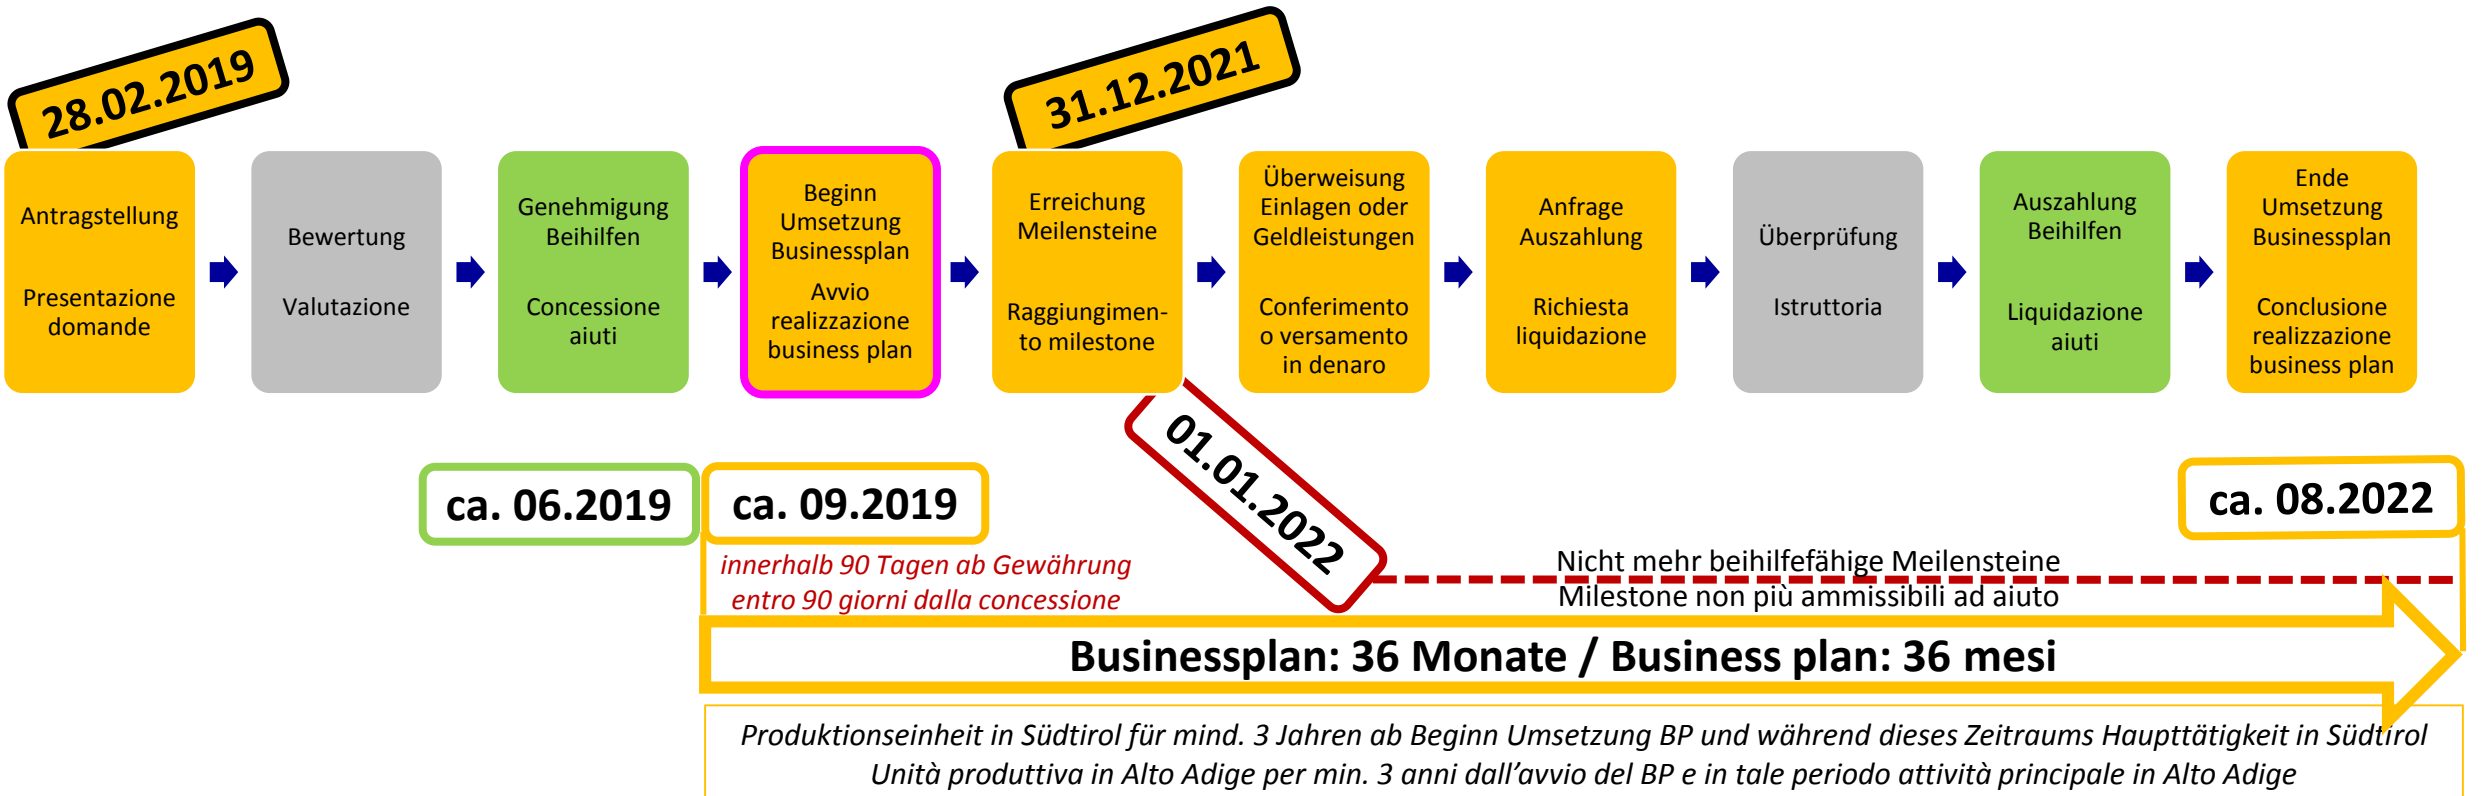 28.02.2019
31.12.2021
Antragstellung
Presentazione
domande
Bewertung
Valutazione
Genehmigung
Beihilfen
Concessione
aiuti
Beginn
Umsetzung
Businessplan
Avvio
realizzazione
business plan
Erreichung
Meilensteine
Raggiungimen-
to milestone
Überweisung
Einlagen oder
Geldleistungen
Conferimento
o versamento
in denaro
Anfrage
Auszahlung
Richiesta
liquidazione
Überprüfung
Istruttoria
Auszahlung
Beihilfen
Liquidazione
aiuti
Ende
Umsetzung
Businessplan
Conclusione
realizzazione
business plan
ca. 06.2019
ca. 09.2019
01.01.2022
ca. 08.2022
innerhalb 90 Tagen ab Gewährung
entro 90 giorni dalla concessione
Nicht mehr beihilfefähige Meilensteine
Milestone non più ammissibili ad aiuto
Businessplan: 36 Monate / Business plan: 36 mesi
Produktionseinheit in Südtirol für mind. 3 Jahren ab Beginn Umsetzung BP und während dieses Zeitraums Haupttätigkeit in Südtirol
Unità produttiva in Alto Adige per min. 3 anni dall’avvio del BP e in tale periodo attività principale in Alto Adige